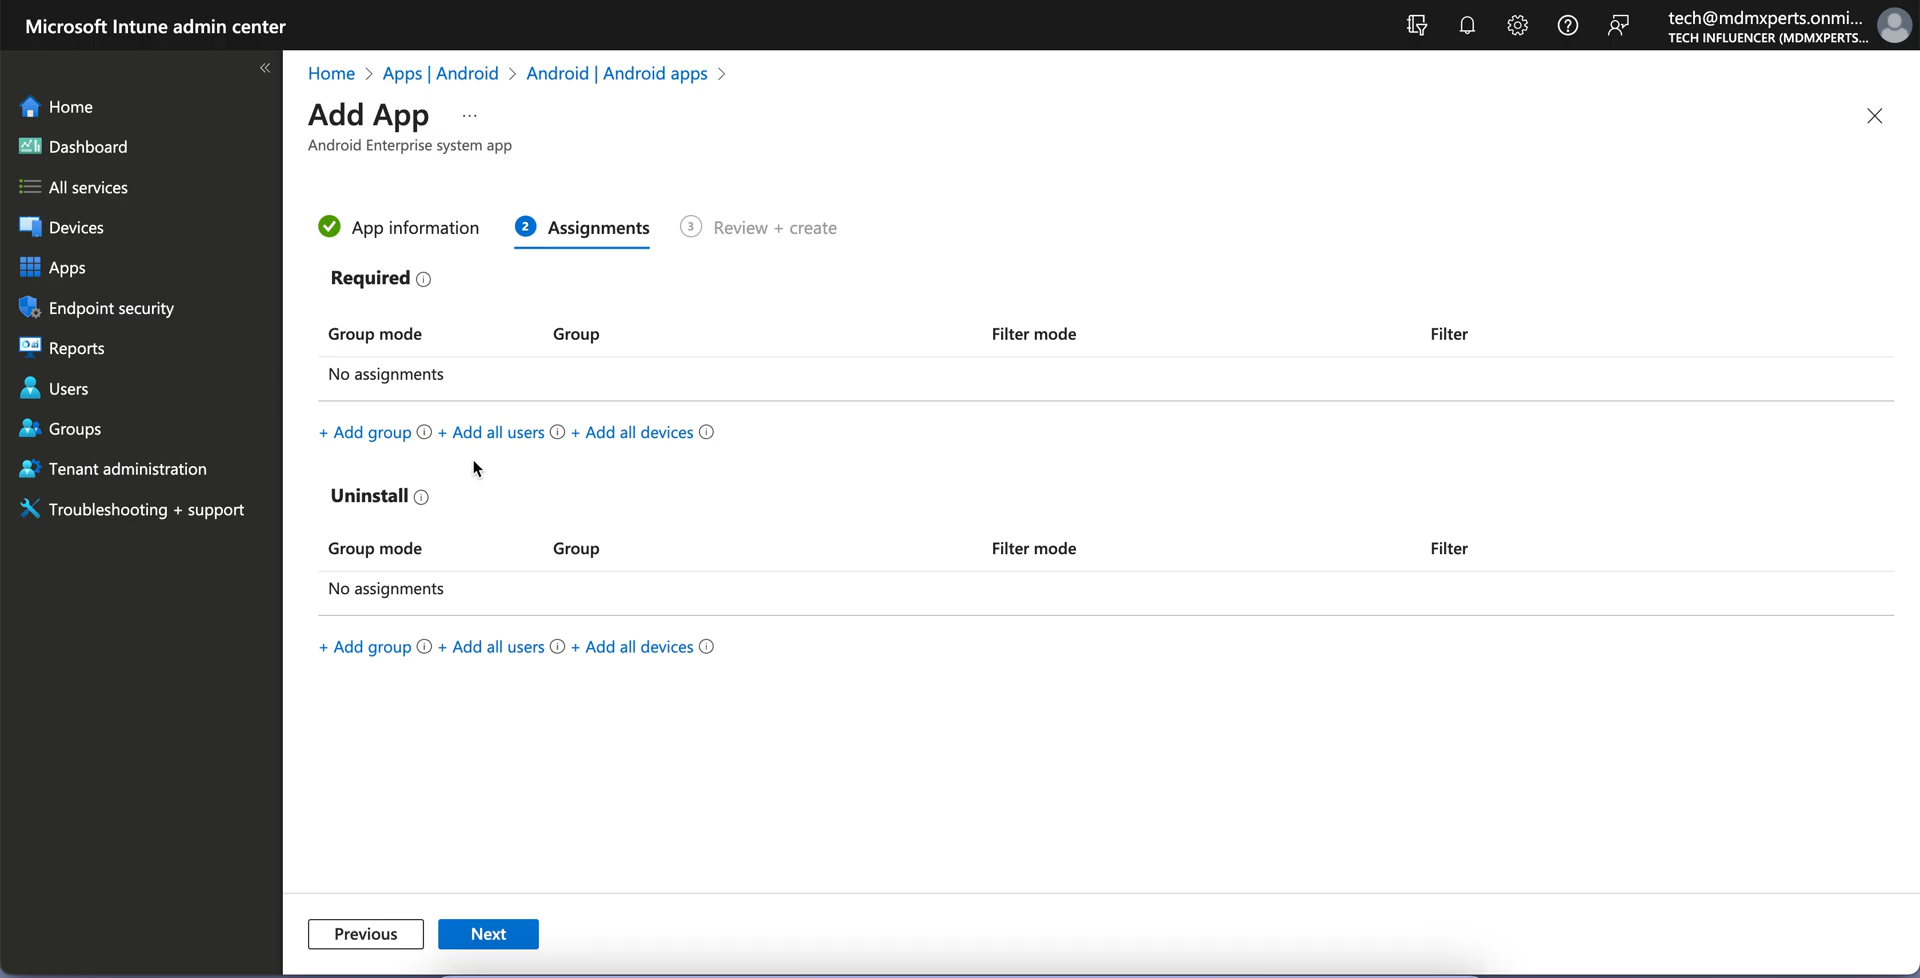 Microsoft Intune admin center
tech@mdmxperts.onmi...
TECH INFLUENCER (MDMXPERTS...
Home
Dashboard
All services
Devices
Apps
Endpoint security
Reports
Users
Groups
Tenant administration
Troubleshooting + support
Home > Apps | Android > Android | Android apps >
Add App ...
Android Enterprise system app
App information 2 Assignments 3 Review + create
Required
Group mode Group Filter mode Filter
No assignments
+ Add group + Add all users + Add all devices
Uninstall
Group mode Group Filter mode Filter
No assignments
+ Add group + Add all users + Add all devices
Previous Next